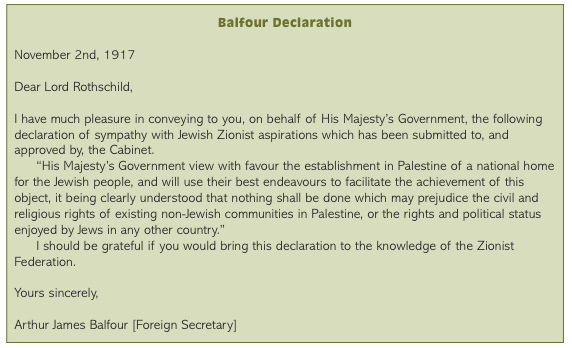 Balfour Declaration
November 2nd, 1917
Dear Lord Rothschild,
I have much pleasure in conveying to you, on behalf of His Majesty's Government, the following
declaration of sympathy with Jewish Zionist aspirations which has been submitted to, and
approved by, the Cabinet.
"His Majesty's Government view with favour the establishment in Palestine of a national home
for the Jewish people, and will use their best endeavours to facilitate the achievement of this
object, it being clearly understood that nothing shall be done which may prejudice the civil and
religious rights of existing non-Jewish communities in Palestine, or the rights and political status
enjoyed by Jews in any other country."
I should be grateful if you would bring this declaration to the knowledge of the Zionist
Federation.
Yours sincerely,
Arthur James Balfour [Foreign Secretary]